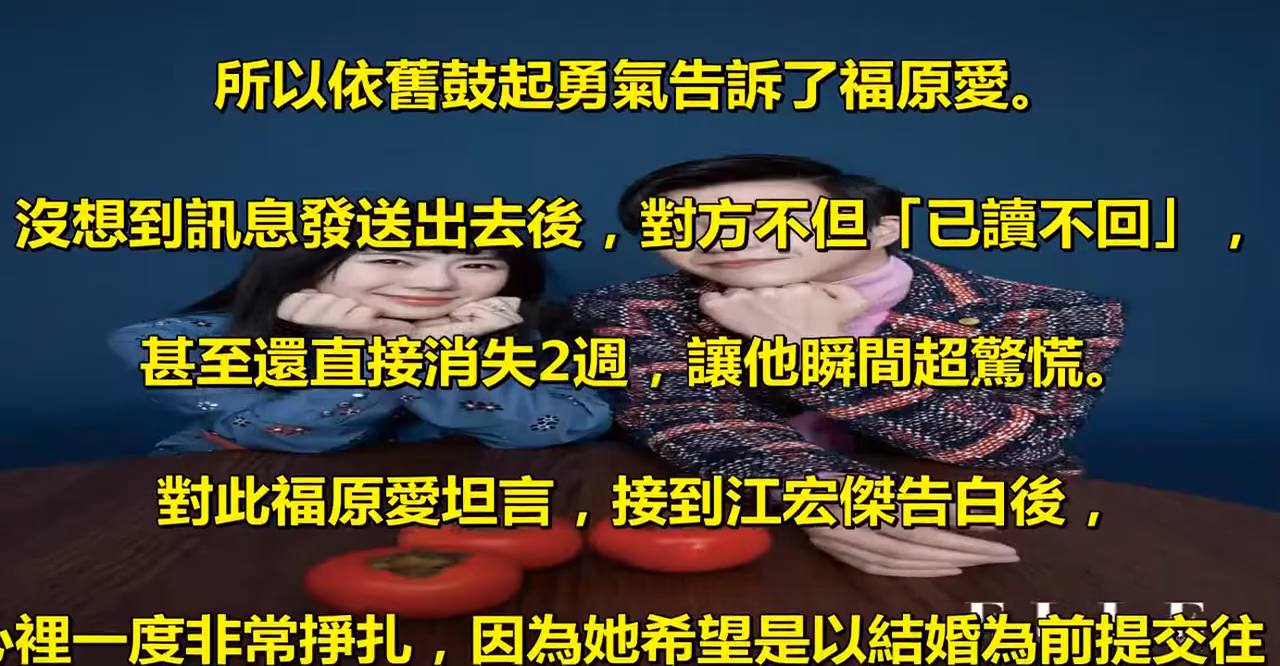 所以依舊鼓起勇氣告訴了福原愛。
沒想到訊息發送出去後，對方不但「已讀不回」，
甚至還直接消失2週，讓他瞬間超驚慌。
對此福原愛坦言，接到江宏傑告白後，
心裡一度非常掙扎，因為她希望是以結婚為前提交往
ELLE